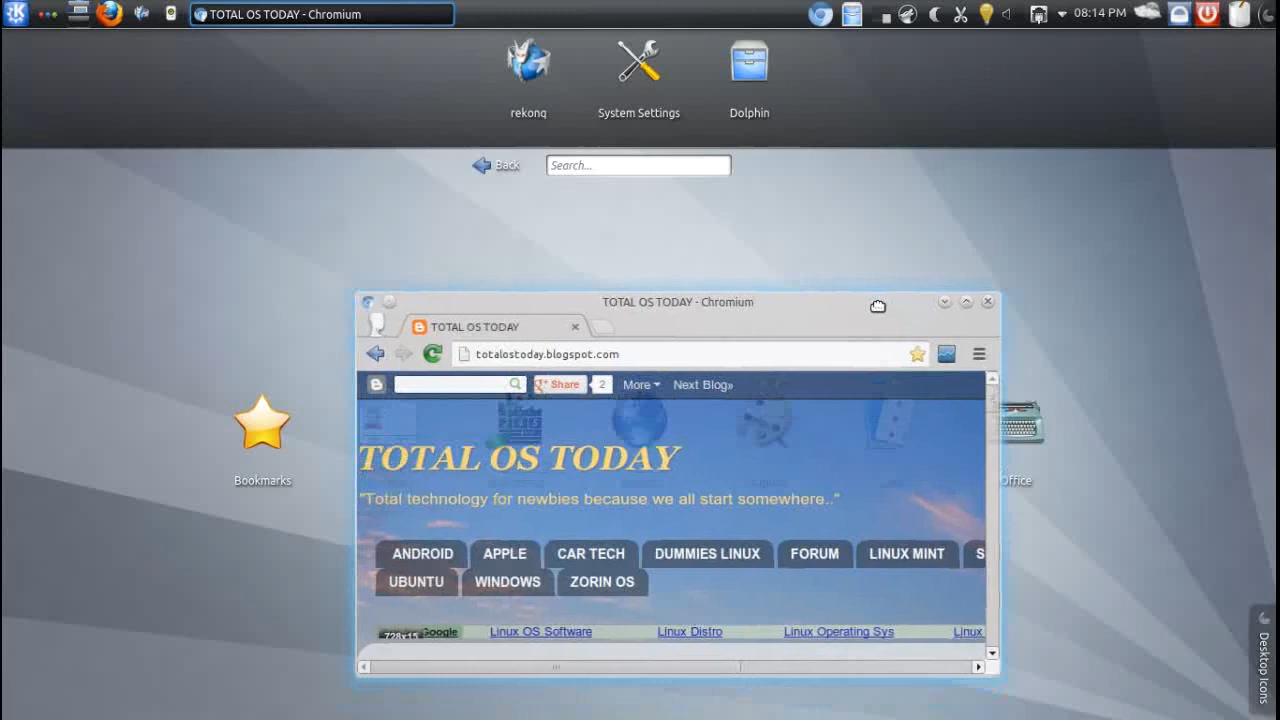 TOTAL OS TODAY - Chromium
08:14 PM
rekonq
System Settings
Dolphin
Back
Search...
TOTAL OS TODAY - Chromium
TOTAL OS TODAY
totalostoday.blogspot.com
Share
2
More
Next Blog»
TOTAL OS TODAY
"Total technology for newbies because we all start somewhere.."
Bookmarks
Office
ANDROID
APPLE
CAR TECH
DUMMIES LINUX
FORUM
LINUX MINT
S
UBUNTU
WINDOWS
ZORIN OS
728x15
Google
Linux OS Software
Linux Distro
Linux Operating Sys
Linux
Desktop Icons